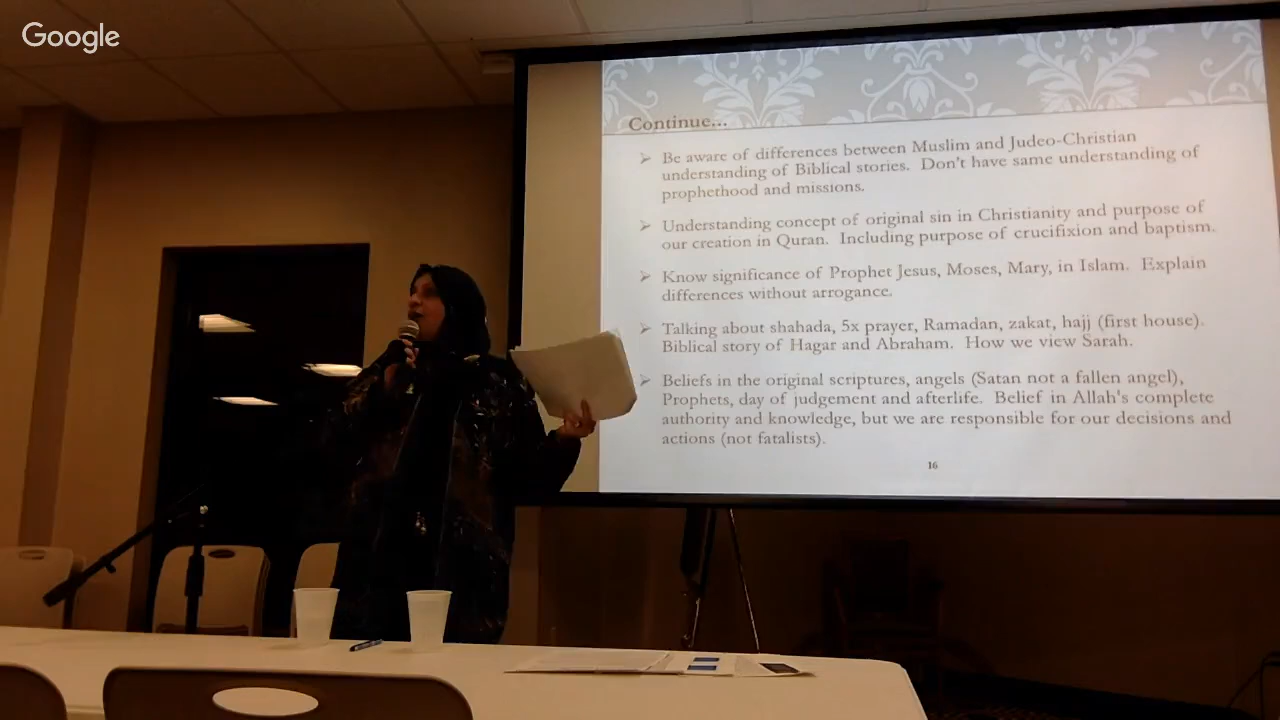 Google
Continue...
➢ Be aware of differences between Muslim and Judeo-Christian
understanding of Biblical stories. Don't have same understanding of
prophethood and missions.
➢ Understanding concept of original sin in Christianity and purpose of
our creation in Quran. Including purpose of crucifixion and baptism.
➢ Know significance of Prophet Jesus, Moses, Mary, in Islam. Explain
differences without arrogance.
➢ Talking about shahada, 5x prayer, Ramadan, zakat, hajj (first house).
Biblical story of Hagar and Abraham. How we view Sarah.
➢ Beliefs in the original scriptures, angels (Satan not a fallen angel),
Prophets, day of judgement and afterlife. Belief in Allah's complete
authority and knowledge, but we are responsible for our decisions and
actions (not fatalists).
16